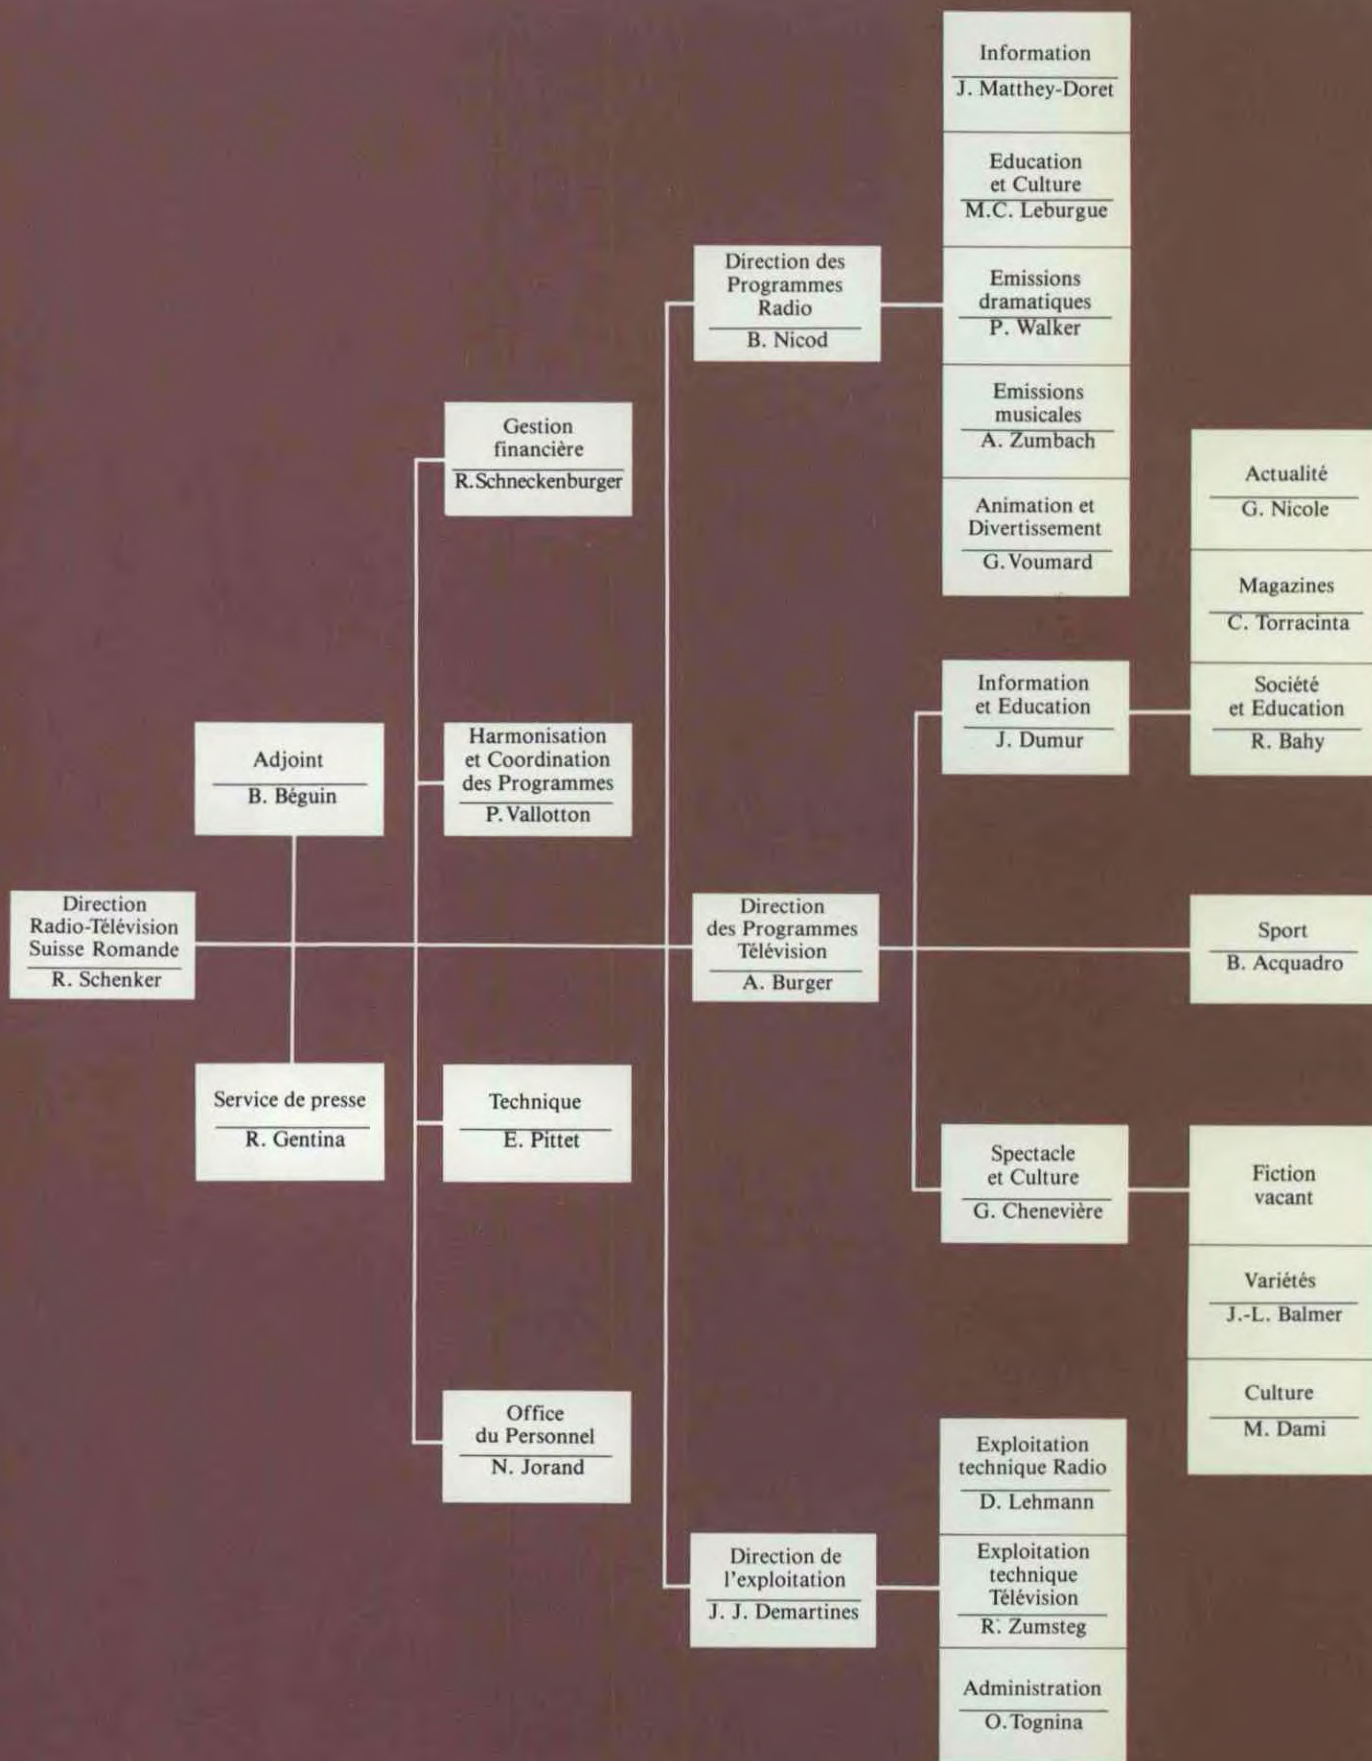 Direction
Radio-Télévision
Suisse Romande
R. Schenker
Adjoint
B. Béguin
Service de presse
R. Gentina
Gestion
financière
R. Schneckenburger
Harmonisation
et Coordination
des Programmes
P. Vallotton
Technique
E. Pittet
Office
du Personnel
N. Jorand
Direction des
Programmes
Radio
B. Nicod
Information
J. Matthey-Doret
Education
et Culture
M.C. Leburgue
Emissions
dramatiques
P. Walker
Emissions
musicales
A. Zumbach
Animation et
Divertissement
G. Voumard
Direction
des Programmes
Télévision
A. Burger
Information
et Education
J. Dumur
Actualité
G. Nicole
Magazines
C. Torracinta
Société
et Education
R. Bahy
Sport
B. Acquadro
Spectacle
et Culture
G. Chenevière
Fiction
vacant
Variétés
J.-L. Balmer
Culture
M. Dami
Direction de
l'exploitation
J. J. Demartines
Exploitation
technique Radio
D. Lehmann
Exploitation
technique
Télévision
R. Zumsteg
Administration
O. Tognina